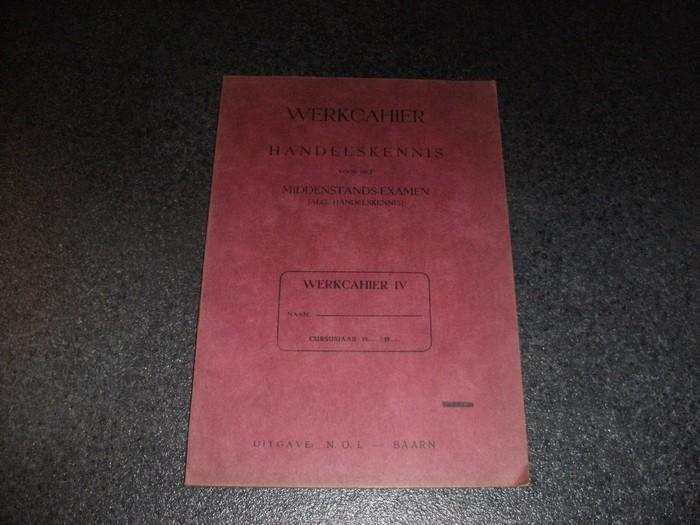 WERKCAHIER
HANDELSKENNIS
VOOR HET
MIDDENSTANDS-EXAMEN
(ALG. HANDELSKENNIS)
WERKCAHIER IV
NAAM:
CURSUSJAAR 19... / 19...
UITGAVE: N. O. I. — BAARN